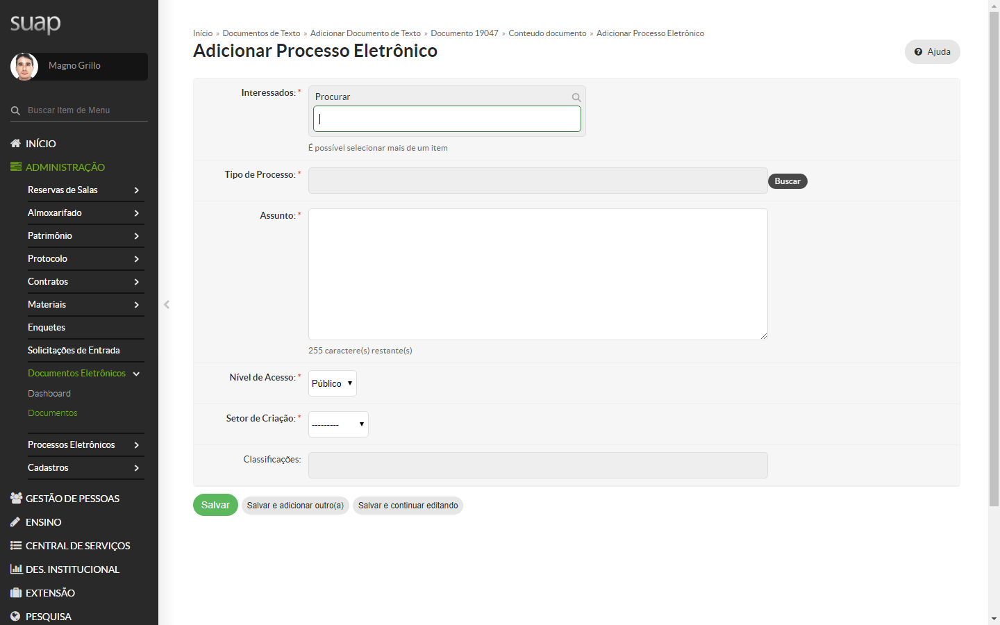 suap
Magno Grillo
Buscar Item de Menu
INÍCIO
ADMINISTRAÇÃO
Reservas de Salas
Almoxarifado
Patrimônio
Protocolo
Contratos
Materiais
Enquetes
Solicitações de Entrada
Documentos Eletrônicos
Dashboard
Documentos
Processos Eletrônicos
Cadastros
GESTÃO DE PESSOAS
ENSINO
CENTRAL DE SERVIÇOS
DES. INSTITUCIONAL
EXTENSÃO
PESQUISA
Início » Documentos de Texto » Adicionar Documento de Texto » Documento 19047 » Conteudo documento » Adicionar Processo Eletrônico
Adicionar Processo Eletrônico
Ajuda
Interessados: *
Procurar
É possível selecionar mais de um item
Tipo de Processo: *
Buscar
Assunto: *
255 caractere(s) restante(s)
Nível de Acesso: *
Público
Setor de Criação: *
---------
Classificações:
Salvar
Salvar e adicionar outro(a)
Salvar e continuar editando